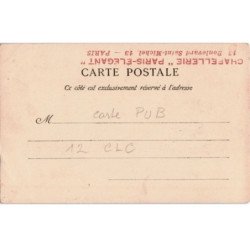 CHAPELLERIE " PARIS-ELEGANT "
13 Boulevard Saint-Michel 13 - PARIS
CARTE POSTALE
Ce côté est exclusivement réservé à l'adresse
M carte PUB
12 CLC